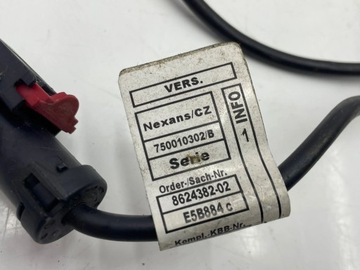 VERS.
Nexans/CZ
750010302/B
Serie
Order-/Sach-Nr.
8624382-02
E5B884 c
Kompl.-KBB-Nr.
INFO
1